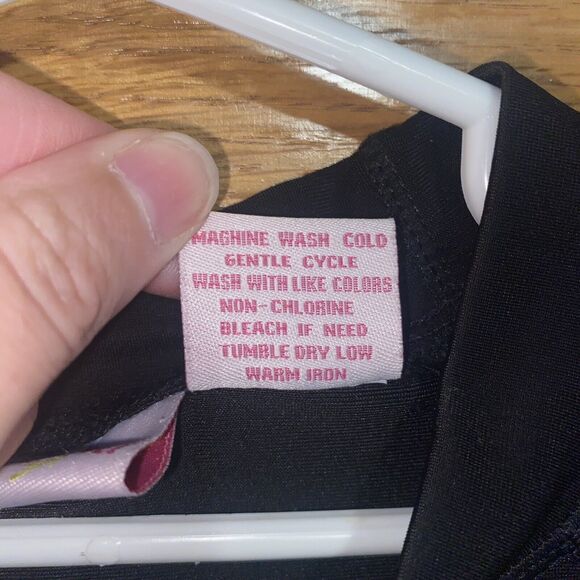 MACHINE WASH COLD
GENTLE CYCLE
WASH WITH LIKE COLORS
NON-CHLORINE
BLEACH IF NEED
TUMBLE DRY LOW
WARM IRON